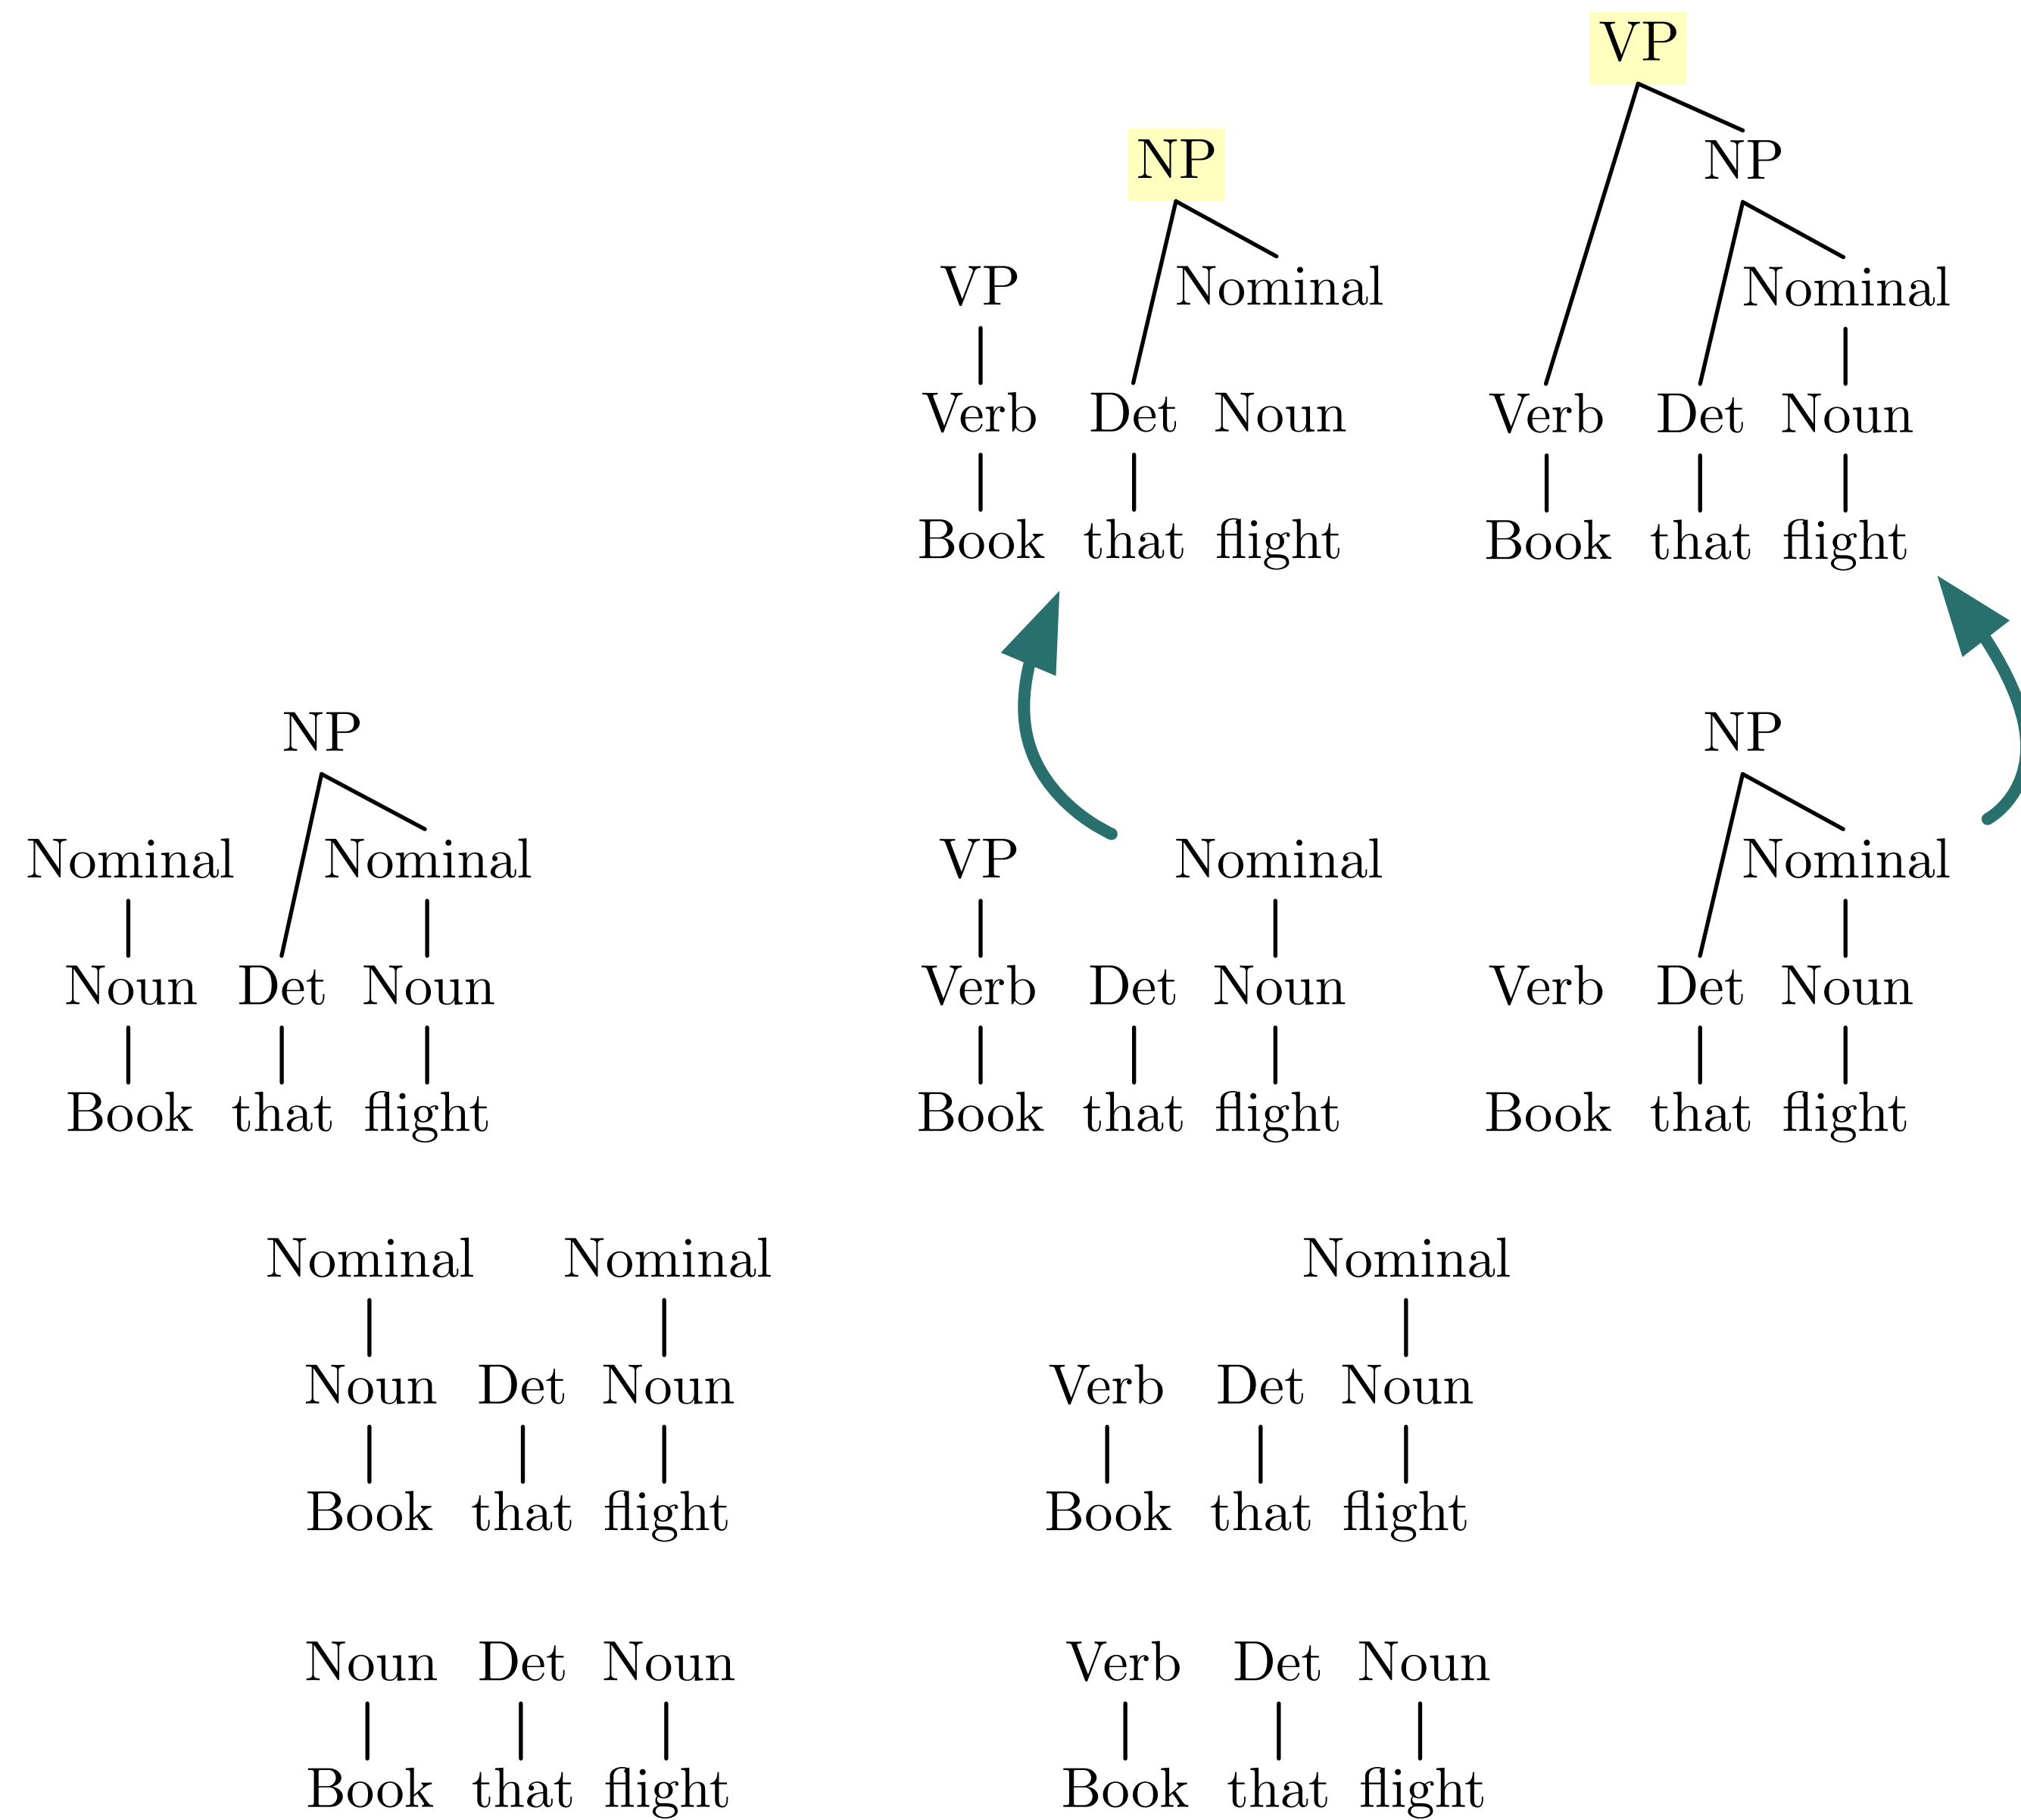 VP
NP NP
VP Nominal Nominal
Verb Det Noun Verb Det Noun
Book that flight Book that flight
NP NP
Nominal Nominal VP Nominal Nominal
Noun Det Noun Verb Det Noun Verb Det Noun
Book that flight Book that flight Book that flight
Nominal Nominal Nominal
Noun Det Noun Verb Det Noun
Book that flight Book that flight
Noun Det Noun Verb Det Noun
Book that flight Book that flight